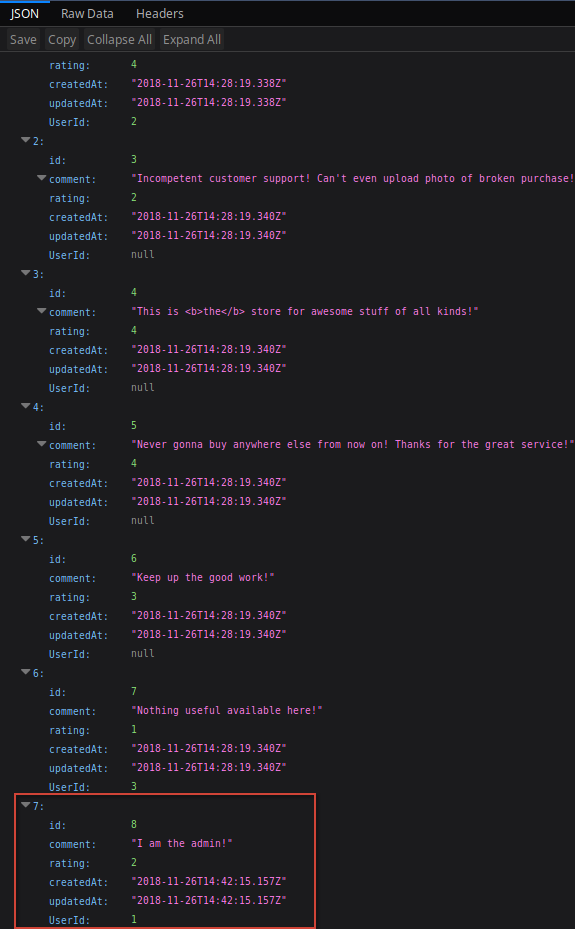 JSON Raw Data Headers
Save Copy Collapse All Expand All
rating: 4
createdAt: "2018-11-26T14:28:19.338Z"
updatedAt: "2018-11-26T14:28:19.338Z"
UserId: 2
2:
id: 3
comment: "Incompetent customer support! Can't even upload photo of broken purchase!
rating: 2
createdAt: "2018-11-26T14:28:19.340Z"
updatedAt: "2018-11-26T14:28:19.340Z"
UserId: null
3:
id: 4
comment: "This is <b>the</b> store for awesome stuff of all kinds!"
rating: 4
createdAt: "2018-11-26T14:28:19.340Z"
updatedAt: "2018-11-26T14:28:19.340Z"
UserId: null
4:
id: 5
comment: "Never gonna buy anywhere else from now on! Thanks for the great service!"
rating: 4
createdAt: "2018-11-26T14:28:19.340Z"
updatedAt: "2018-11-26T14:28:19.340Z"
UserId: null
5:
id: 6
comment: "Keep up the good work!"
rating: 3
createdAt: "2018-11-26T14:28:19.340Z"
updatedAt: "2018-11-26T14:28:19.340Z"
UserId: null
6:
id: 7
comment: "Nothing useful available here!"
rating: 1
createdAt: "2018-11-26T14:28:19.340Z"
updatedAt: "2018-11-26T14:28:19.340Z"
UserId: 3
7:
id: 8
comment: "I am the admin!"
rating: 2
createdAt: "2018-11-26T14:42:15.157Z"
updatedAt: "2018-11-26T14:42:15.157Z"
UserId: 1